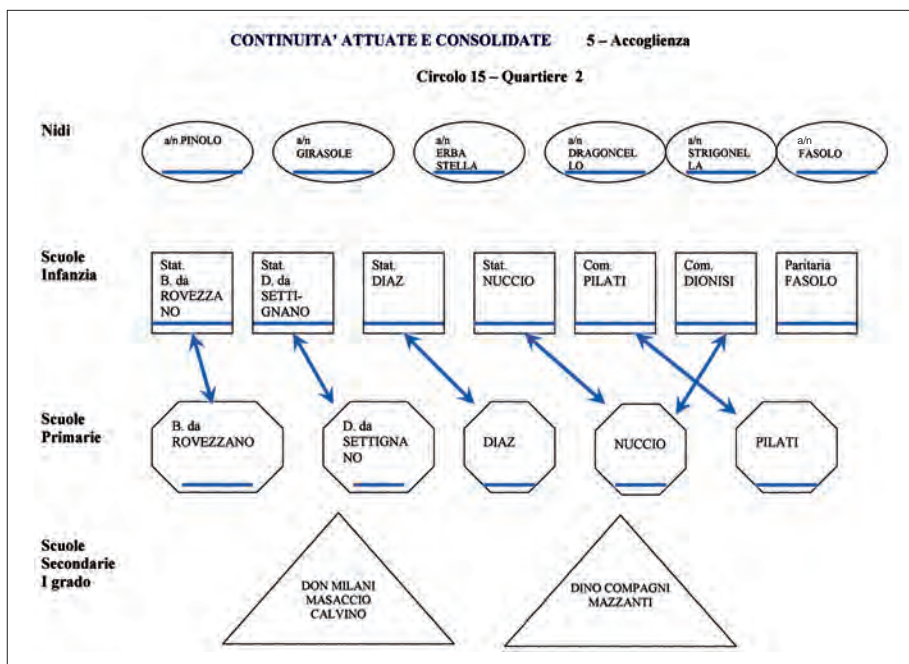 CONTINUITA' ATTUATE E CONSOLIDATE 5 – Accoglienza
Circolo 15 – Quartiere 2
Nidi
a/n PINOLO
a/n
GIRASOLE
a/n
ERBA
STELLA
a/n
DRAGONCEL
LO
a/n
STRIGONEL
LA
a/n
FASOLO
Scuole
Infanzia
Stat.
B. da
ROVEZZA
NO
Stat.
D. da
SETTI-
GNANO
Stat.
DIAZ
Stat.
NUCCIO
Com.
PILATI
Com.
DIONISI
Paritaria
FASOLO
Scuole
Primarie
B. da
ROVEZZANO
D. da
SETTIGNA
NO
DIAZ
NUCCIO
PILATI
Scuole
Secondarie
I grado
DON MILANI
MASACCIO
CALVINO
DINO COMPAGNI
MAZZANTI